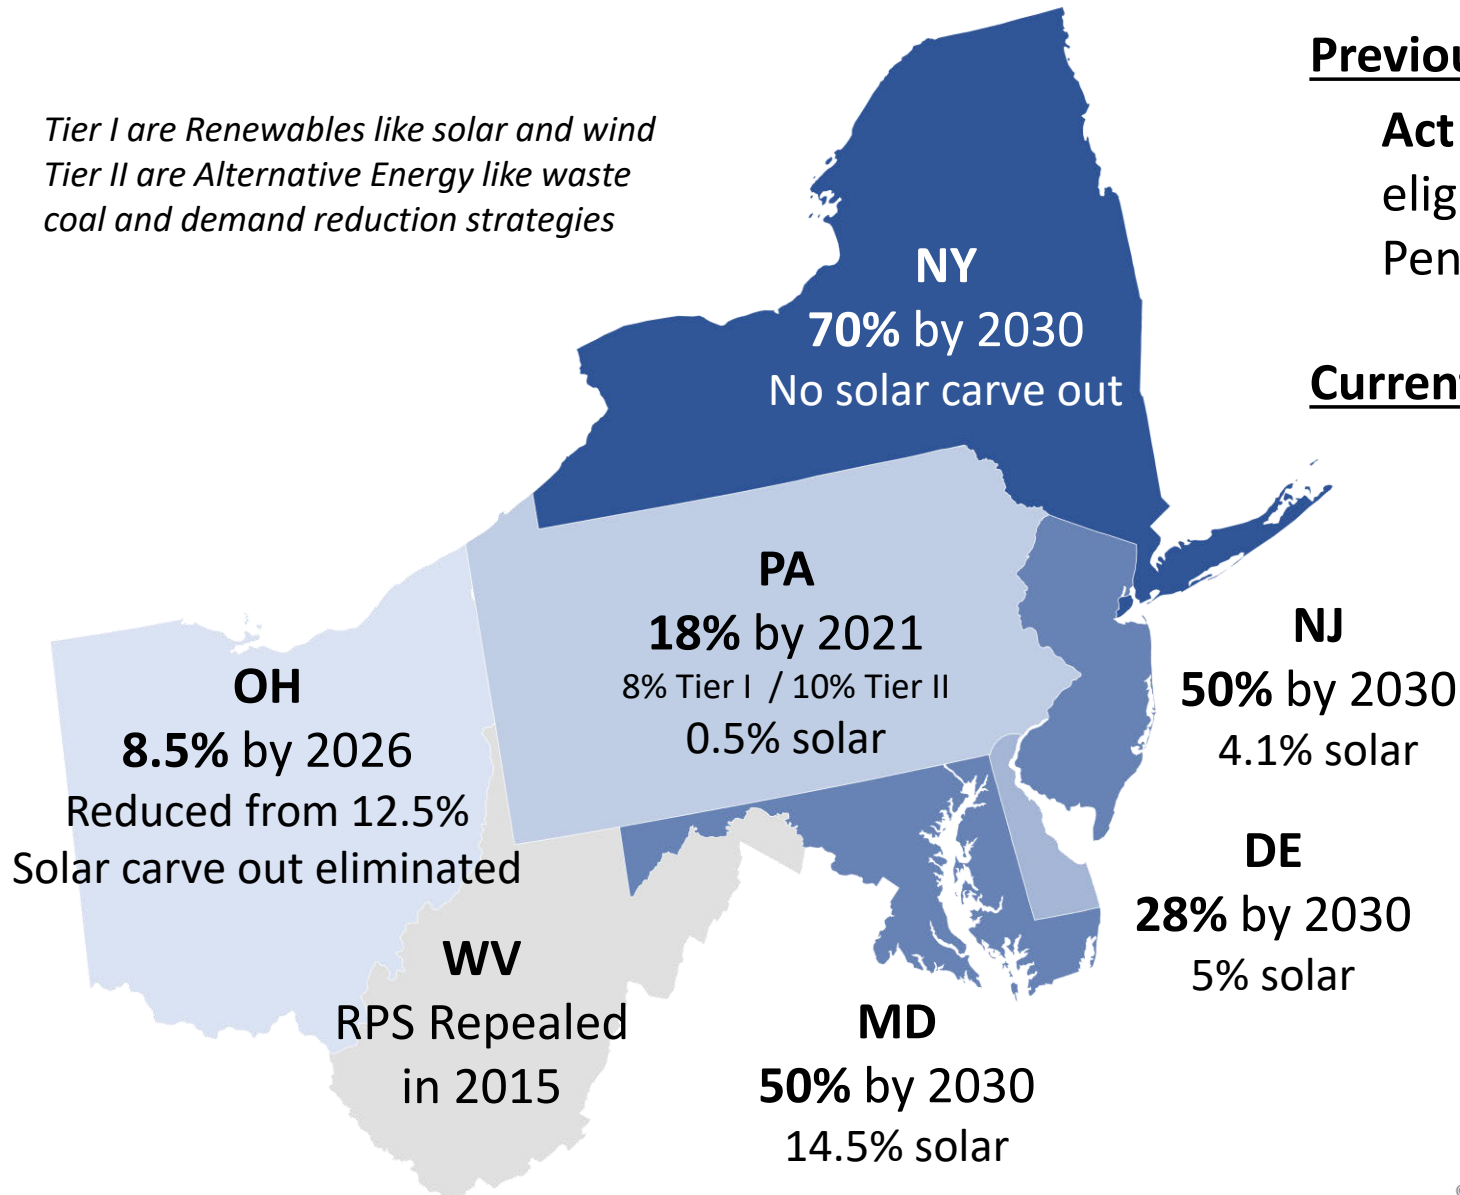 Tier I are Renewables like solar and wind
Tier II are Alternative Energy like waste
coal and demand reduction strategies
Act
Pen
NY
70% by 2030
No solar carve out
PA
18% by 2021
8% Tier I / 10% Tier II
0.5% solar
OH
8.5% by 2026
Reduced from 12.5%
Solar carve out eliminated
NJ
50% by 2030
4.1% solar
DE
28% by 2030
5% solar
WV
RPS Repealed
in 2015
MD
50% by 2030
14.5% solar